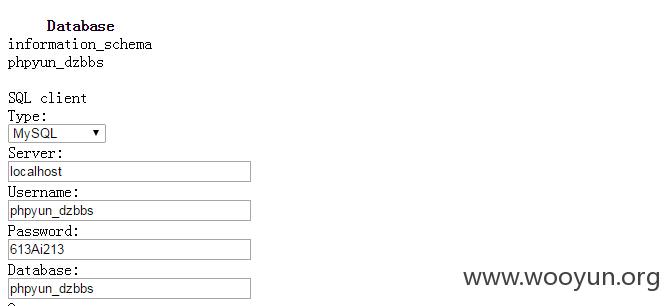 Database
information_schema
phpyun_dzbbs
SQL client
Type:
MySQL
Server:
localhost
Username:
phpyun_dzbbs
Password:
613Ai213
Database:
phpyun_dzbbs
www.wooyun.org